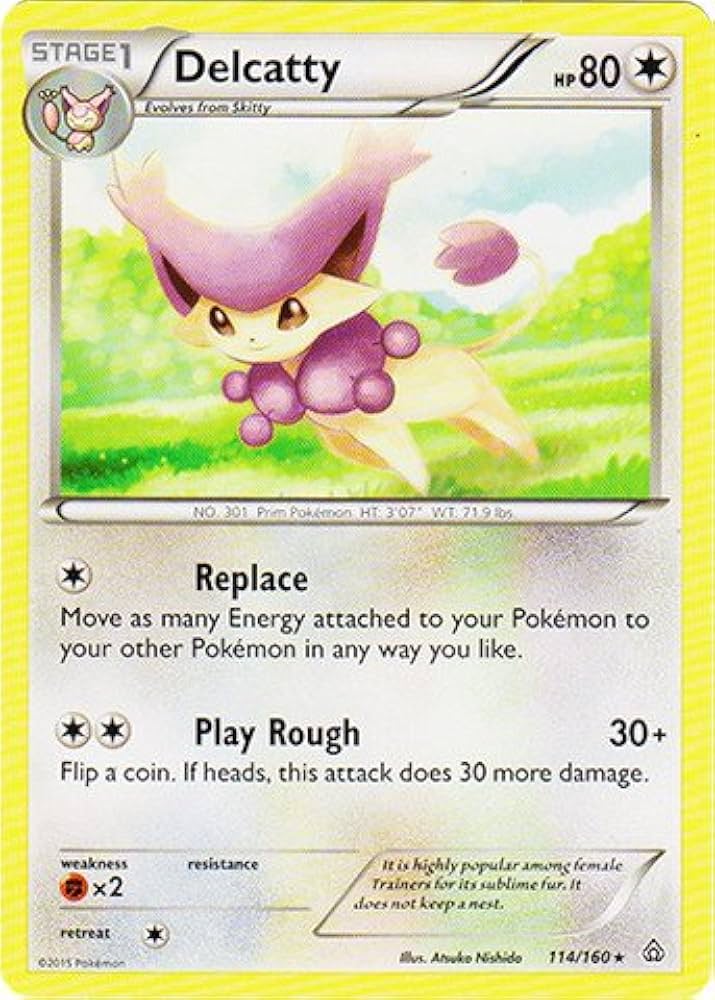 STAGE1 Delcatty HP80
Evolves from Skitty
NO. 301 Prim Pokémon HT: 3'07" WT: 71.9 lbs.
Replace
Move as many Energy attached to your Pokémon to
your other Pokémon in any way you like.
Play Rough 30+
Flip a coin. If heads, this attack does 30 more damage.
weakness resistance
×2
It is highly popular among female
Trainers for its sublime fur. It
does not keep a nest.
retreat
©2015 Pokémon Illus. Atsuko Nishida 114/160 ★